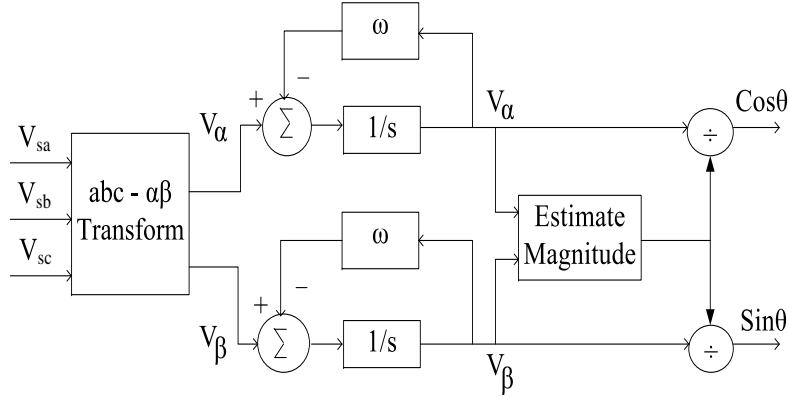 ω
−
+
Σ
1/s
Vα
Vα
÷
Cosθ
Vsa
Vsb
Vsc
abc - αβ
Transform
Estimate
Magnitude
ω
−
+
Σ
1/s
Vβ
Vβ
÷
Sinθ